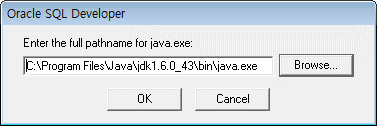 Oracle SQL Developer
Enter the full pathname for java.exe:
C:\Program Files\Java\jdk1.6.0_43\bin\java.exe Browse...
OK Cancel